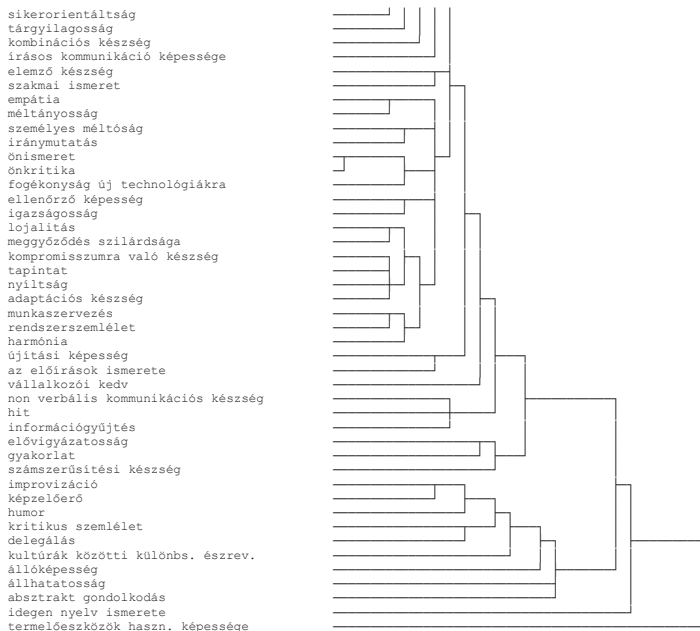 sikerorientáltság
tárgyilagosság
kombinációs készség
írásos kommunikáció képessége
elemző készség
szakmai ismeret
empátia
méltányosság
személyes méltóság
iránymutatás
önismeret
önkritika
fogékonyság új technológiákra
ellenőrző képesség
igazságosság
lojalitás
meggyőződés szilárdsága
kompromisszumra való készség
tapintat
nyíltság
adaptációs készség
munkaszervezés
rendszerszemlélet
harmónia
újítási képesség
az előírások ismerete
vállalkozói kedv
non verbális kommunikációs készség
hit
információgyűjtés
elővigyázatosság
gyakorlat
számszerűsítési készség
improvizáció
képzelőerő
humor
kritikus szemlélet
delegálás
kultúrák közötti különbs. észrev.
állóképesség
állhatatosság
absztrakt gondolkodás
idegen nyelv ismerete
termelőeszközök haszn. képessége